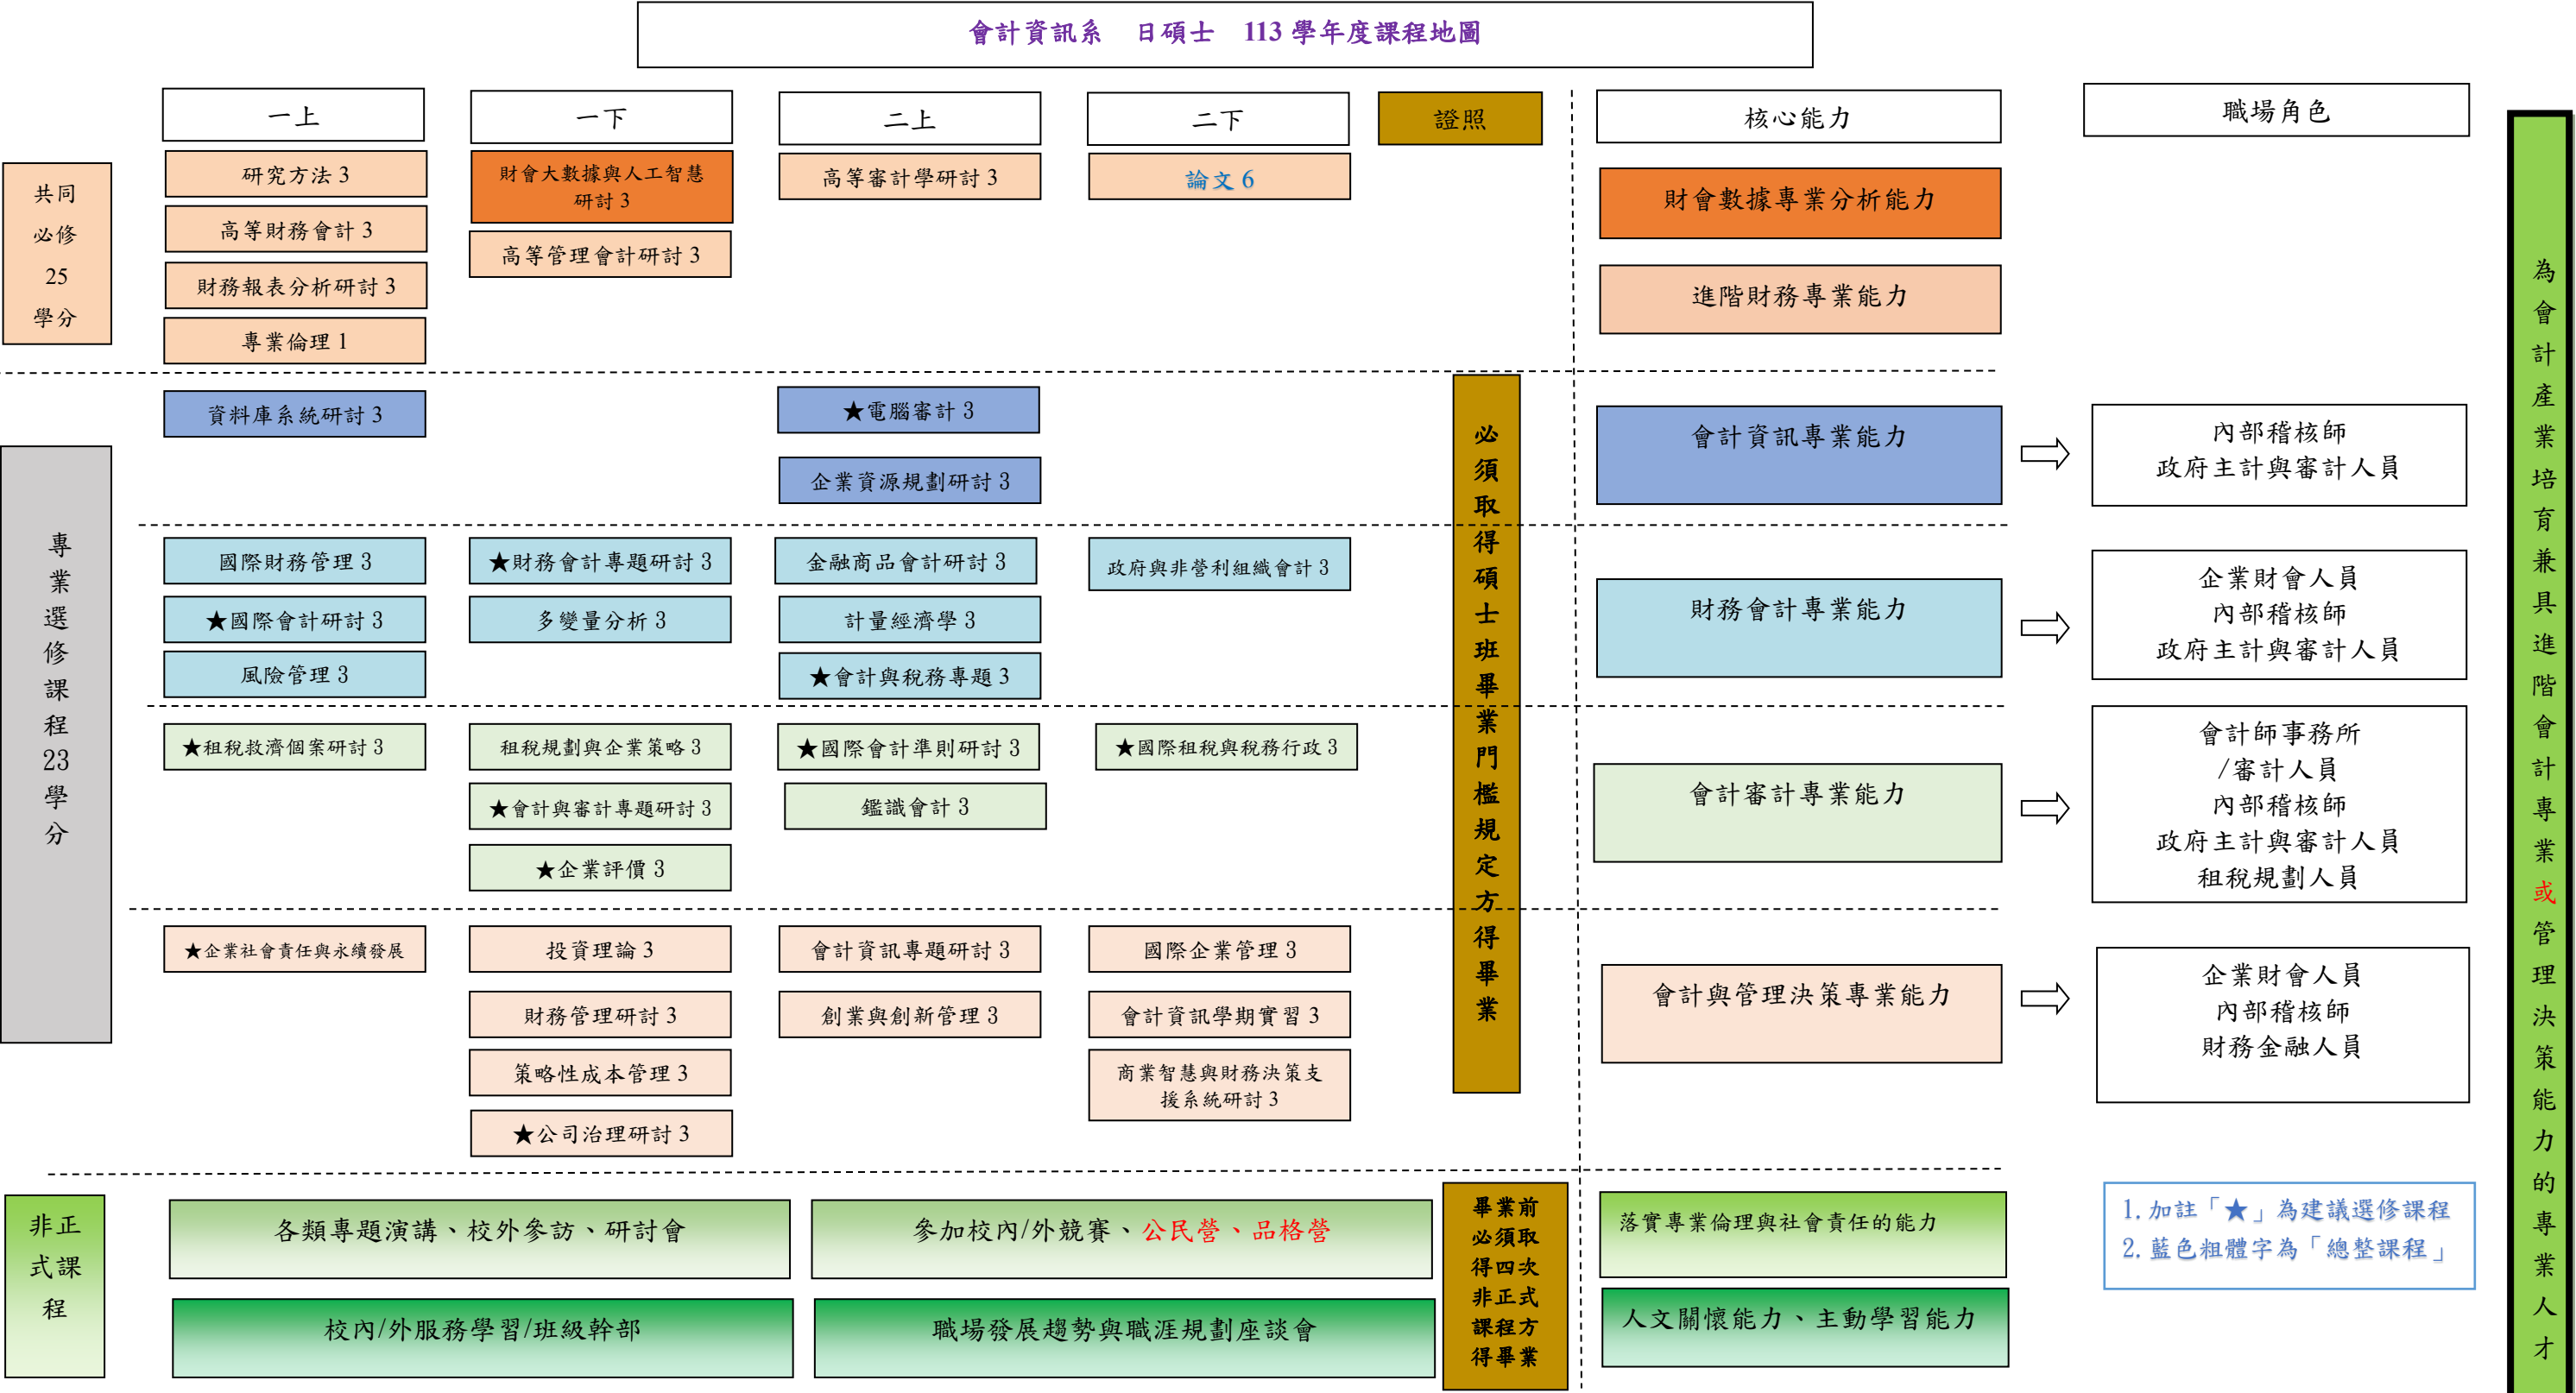 會計資訊系　日碩士　113 學年度課程地圖
一上
一下
二上
二下
證照
核心能力
職場角色
共同
必修
25
學分
研究方法 3
高等財務會計 3
財務報表分析研討 3
專業倫理 1
財會大數據與人工智慧
研討 3
高等管理會計研討 3
高等審計學研討 3
論文 6
財會數據專業分析能力
進階財務專業能力
專業選修課程23學分
資料庫系統研討 3
★電腦審計 3
企業資源規劃研討 3
會計資訊專業能力
內部稽核師
政府主計與審計人員
國際財務管理 3
★國際會計研討 3
風險管理 3
★財務會計專題研討 3
多變量分析 3
金融商品會計研討 3
計量經濟學 3
★會計與稅務專題 3
政府與非營利組織會計 3
財務會計專業能力
企業財會人員
內部稽核師
政府主計與審計人員
★租稅救濟個案研討 3
租稅規劃與企業策略 3
★會計與審計專題研討 3
★企業評價 3
★國際會計準則研討 3
鑑識會計 3
★國際租稅與稅務行政 3
會計審計專業能力
會計師事務所
/審計人員
內部稽核師
政府主計與審計人員
租稅規劃人員
★企業社會責任與永續發展
投資理論 3
財務管理研討 3
策略性成本管理 3
★公司治理研討 3
會計資訊專題研討 3
創業與創新管理 3
國際企業管理 3
會計資訊學期實習 3
商業智慧與財務決策支
援系統研討 3
會計與管理決策專業能力
企業財會人員
內部稽核師
財務金融人員
必須取得碩士班畢業門檻規定方得畢業
非正
式課
程
各類專題演講、校外參訪、研討會
參加校內/外競賽、公民營、品格營
校內/外服務學習/班級幹部
職場發展趨勢與職涯規劃座談會
畢業前
必須取
得四次
非正式
課程方
得畢業
落實專業倫理與社會責任的能力
人文關懷能力、主動學習能力
1. 加註「★」為建議選修課程
2. 藍色粗體字為「總整課程」
為會計產業培育兼具進階會計專業或管理決策能力的專業人才